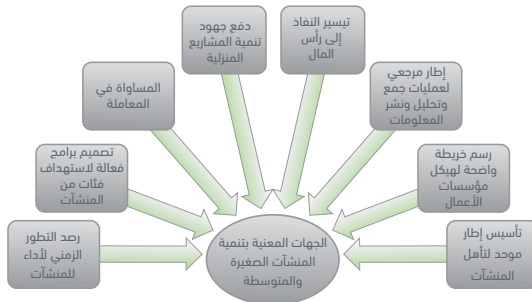 تيسير النفاذ
إلى رأس
المال
دفع جهود
تنمية المشاريع
المنزلية
إطار مرجعي
لعمليات جمع
وتحليل ونشر
المعلومات
المساواة في
المعاملة
رسم خريطة
واضحة لهيكل
مؤسسات
الأعمال
تصميم برامج
فعالة لاستهداف
فئات من
المنشآت
تأسيس إطار
موحد لتأهل
المنشآت
الجهات المعنية بتنمية
المنشآت الصغيرة
والمتوسطة
رصد التطور
الزمني لأداء
للمنشآت